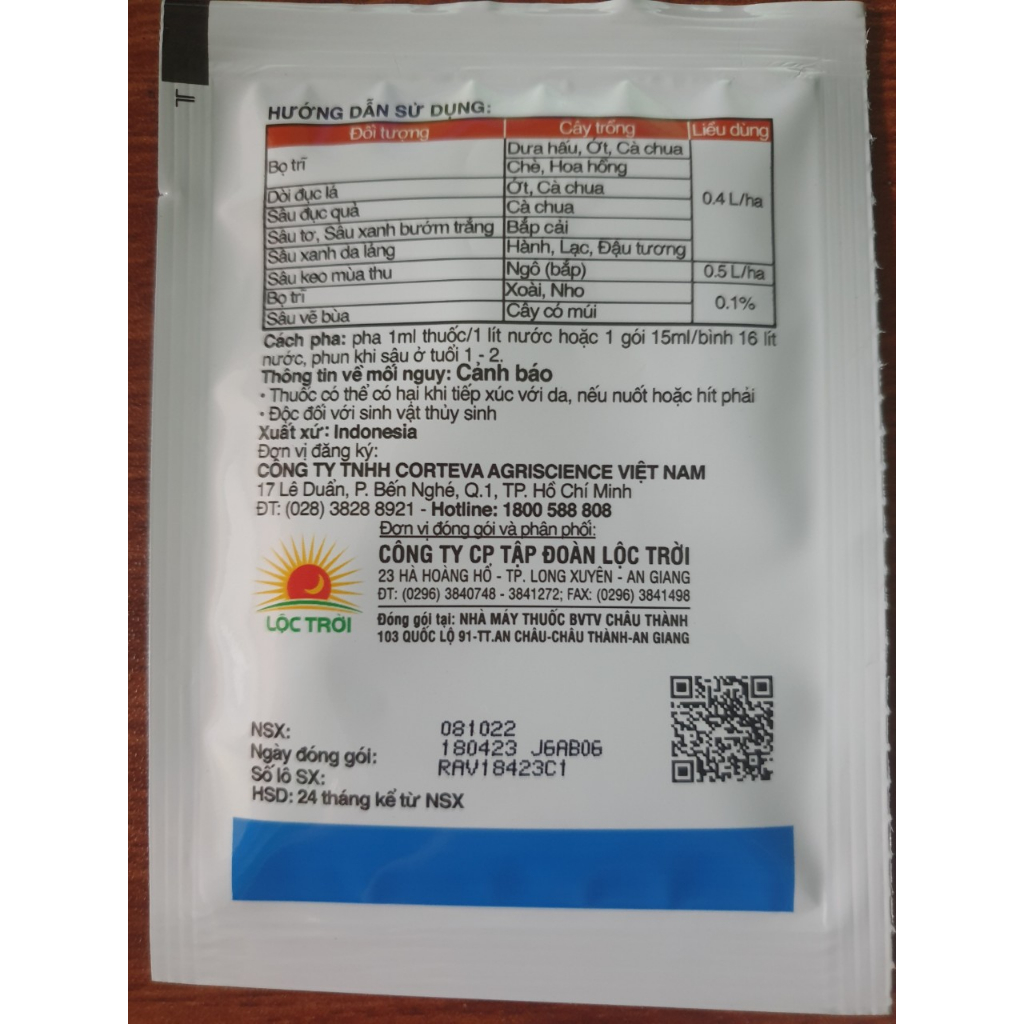 HƯỚNG DẪN SỬ DỤNG:
Đối tượng Cây trồng Liều dùng
Bọ trĩ Dưa hấu, Ớt, Cà chua
Chè, Hoa hồng
Dòi đục lá Ớt, Cà chua 0.4 L/ha
Sâu đục quả Cà chua
Sâu tơ, Sâu xanh bướm trắng Bắp cải
Sâu xanh da láng Hành, Lạc, Đậu tương
Sâu keo mùa thu Ngô (bắp) 0.5 L/ha
Bọ trĩ Xoài, Nho 0.1%
Sâu vẽ bùa Cây có múi
Cách pha: pha 1ml thuốc/1 lít nước hoặc 1 gói 15ml/bình 16 lít
nước, phun khi sâu ở tuổi 1 - 2.
Thông tin về mối nguy: Cảnh báo
• Thuốc có thể có hại khi tiếp xúc với da, nếu nuốt hoặc hít phải
• Độc đối với sinh vật thủy sinh
Xuất xứ: Indonesia
Đơn vị đăng ký:
CÔNG TY TNHH CORTEVA AGRISCIENCE VIỆT NAM
17 Lê Duẩn, P. Bến Nghé, Q.1, TP. Hồ Chí Minh
ĐT: (028) 3828 8921 - Hotline: 1800 588 808
Đơn vị đóng gói và phân phối:
CÔNG TY CP TẬP ĐOÀN LỘC TRỜI
23 HÀ HOÀNG HỔ - TP. LONG XUYÊN - AN GIANG
ĐT: (0296) 3840748 - 3841272; FAX: (0296) 3841498
LỘC TRỜI
Đóng gói tại: NHÀ MÁY THUỐC BVTV CHÂU THÀNH
103 QUỐC LỘ 91-TT.AN CHÂU-CHÂU THÀNH-AN GIANG
NSX: 081022
Ngày đóng gói: 180423 J6AB06
Số lô SX: RAV18423C1
HSD: 24 tháng kể từ NSX